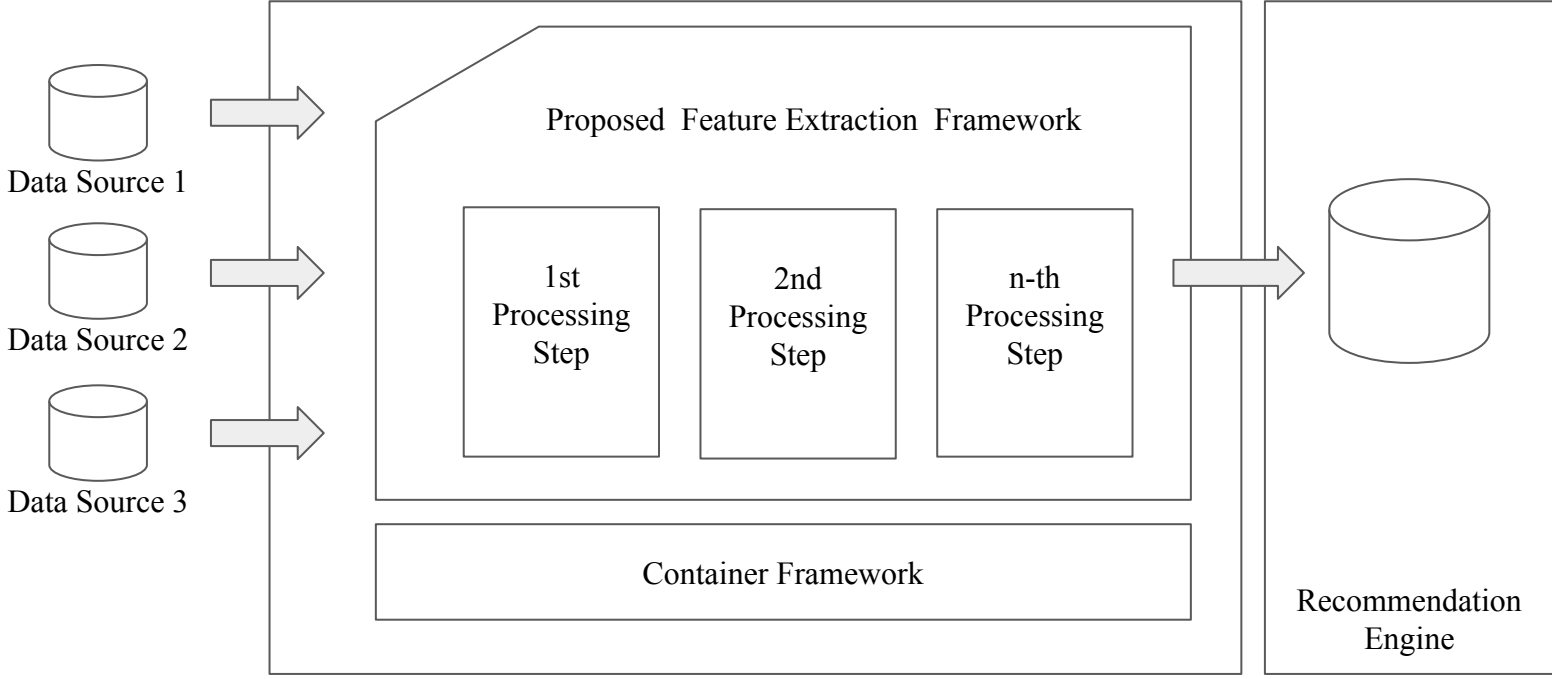 Data Source 1
Data Source 2
Data Source 3
Proposed Feature Extraction Framework
1st
Processing
Step
2nd
Processing
Step
n-th
Processing
Step
Container Framework
Recommendation
Engine